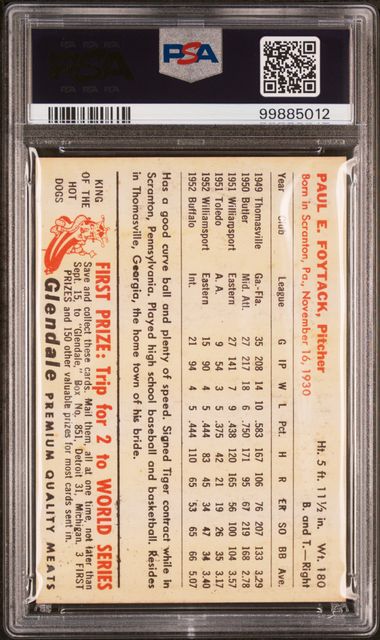 PSA
99885012
PAUL E. FOYTACK, Pitcher Ht. 5 ft. 11½ in. Wt. 180
Born in Scranton, Pa., November 16, 1930 B. and T.—Right
Year Club League G IP W L Pct. H R ER SO BB Ave.
1949 Thomasville Ga.-Fla. 35 208 14 10 .583 167 106 76 207 133 3.29
1950 Butler Mid. Atl. 27 217 18 6 .750 171 95 67 219 168 2.78
1951 Williamsport Eastern 27 141 7 9 .438 120 165 56 100 104 3.57
1951 Toledo A. A. 9 54 3 5 .375 42 21 19 26 35 3.17
1952 Williamsport Eastern 15 90 4 5 .444 83 45 34 47 34 3.40
1952 Buffalo Int. 21 94 4 5 .444 110 65 53 65 66 5.07
Has a good curve ball and plenty of speed. Signed Tiger contract while in
Scranton, Pennsylvania. Played high school baseball and basketball. Resides
in Thomasville, Georgia, the home town of his bride.
KING
OF THE
HOT
DOGS
FIRST PRIZE: Trip for 2 to WORLD SERIES
Save and collect these cards. Mail them, all at one time, not later than
Sept. 15, to "Glendale," Box No. 851, Detroit 31, Michigan. 3 FIRST
PRIZES and 150 other valuable prizes for most cards sent in.
Glendale PREMIUM QUALITY MEATS